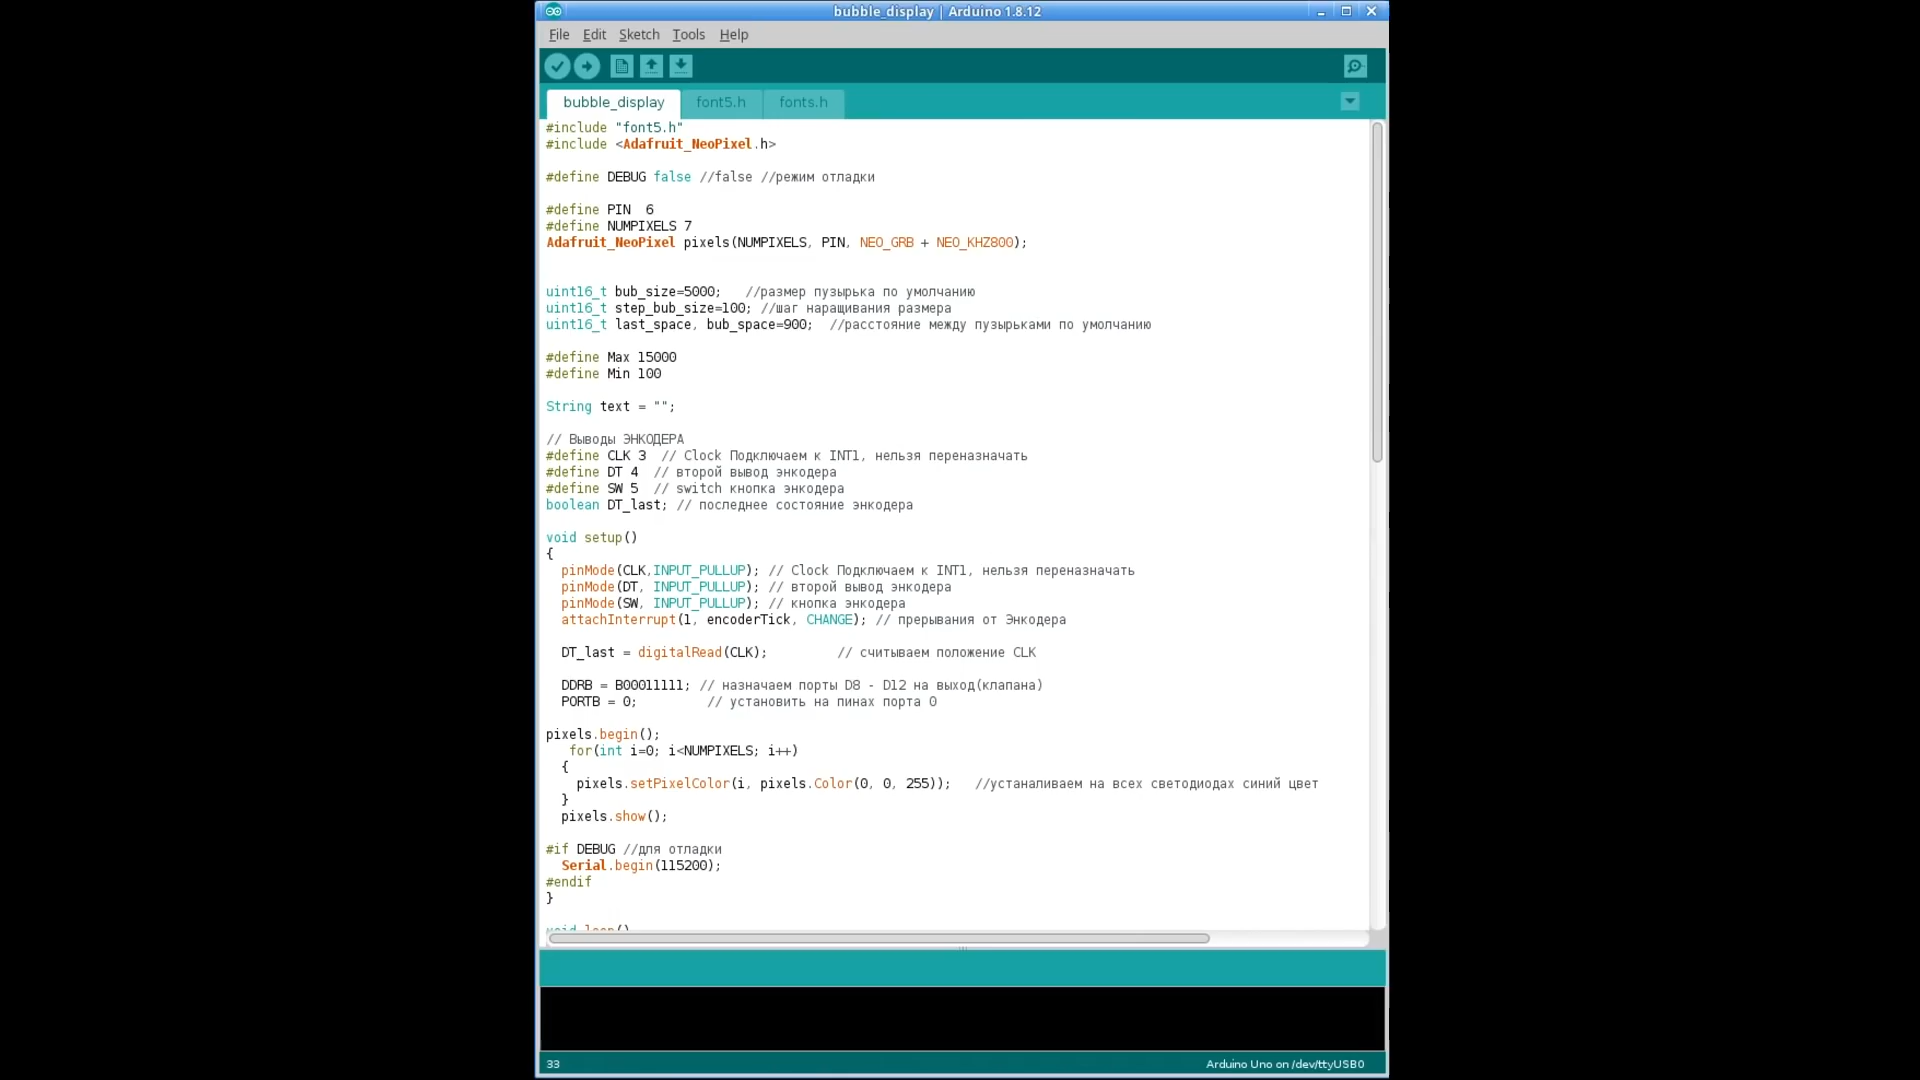 bubble_display | Arduino 1.8.12
File Edit Sketch Tools Help
bubble_display font5.h fonts.h
#include "font5.h"
#include <Adafruit_NeoPixel.h>
#define DEBUG false //false //режим отладки
#define PIN  6
#define NUMPIXELS 7
Adafruit_NeoPixel pixels(NUMPIXELS, PIN, NEO_GRB + NEO_KHZ800);
uint16_t bub_size=5000;   //размер пузырька по умолчанию
uint16_t step_bub_size=100; //шаг наращивания размера
uint16_t last_space, bub_space=900;  //расстояние между пузырьками по умолчанию
#define Max 15000
#define Min 100
String text = "";
// Выводы ЭНКОДЕРА
#define CLK 3  // Clock Подключаем к INT1, нельзя переназначать
#define DT 4  // второй вывод энкодера
#define SW 5  // switch кнопка энкодера
boolean DT_last; // последнее состояние энкодера
void setup()
{
  pinMode(CLK,INPUT_PULLUP); // Clock Подключаем к INT1, нельзя переназначать
  pinMode(DT, INPUT_PULLUP); // второй вывод энкодера
  pinMode(SW, INPUT_PULLUP); // кнопка энкодера
  attachInterrupt(1, encoderTick, CHANGE); // прерывания от Энкодера
  DT_last = digitalRead(CLK);         // считываем положение CLK
  DDRB = B00011111; // назначаем порты D8 - D12 на выход(клапана)
  PORTB = 0;         // установить на пинах порта 0
pixels.begin();
   for(int i=0; i<NUMPIXELS; i++)
  {
    pixels.setPixelColor(i, pixels.Color(0, 0, 255));   //устаналиваем на всех светодиодах синий цвет
  }
  pixels.show();
#if DEBUG //для отладки
  Serial.begin(115200);
#endif
}
void loop()
33
Arduino Uno on /dev/ttyUSB0